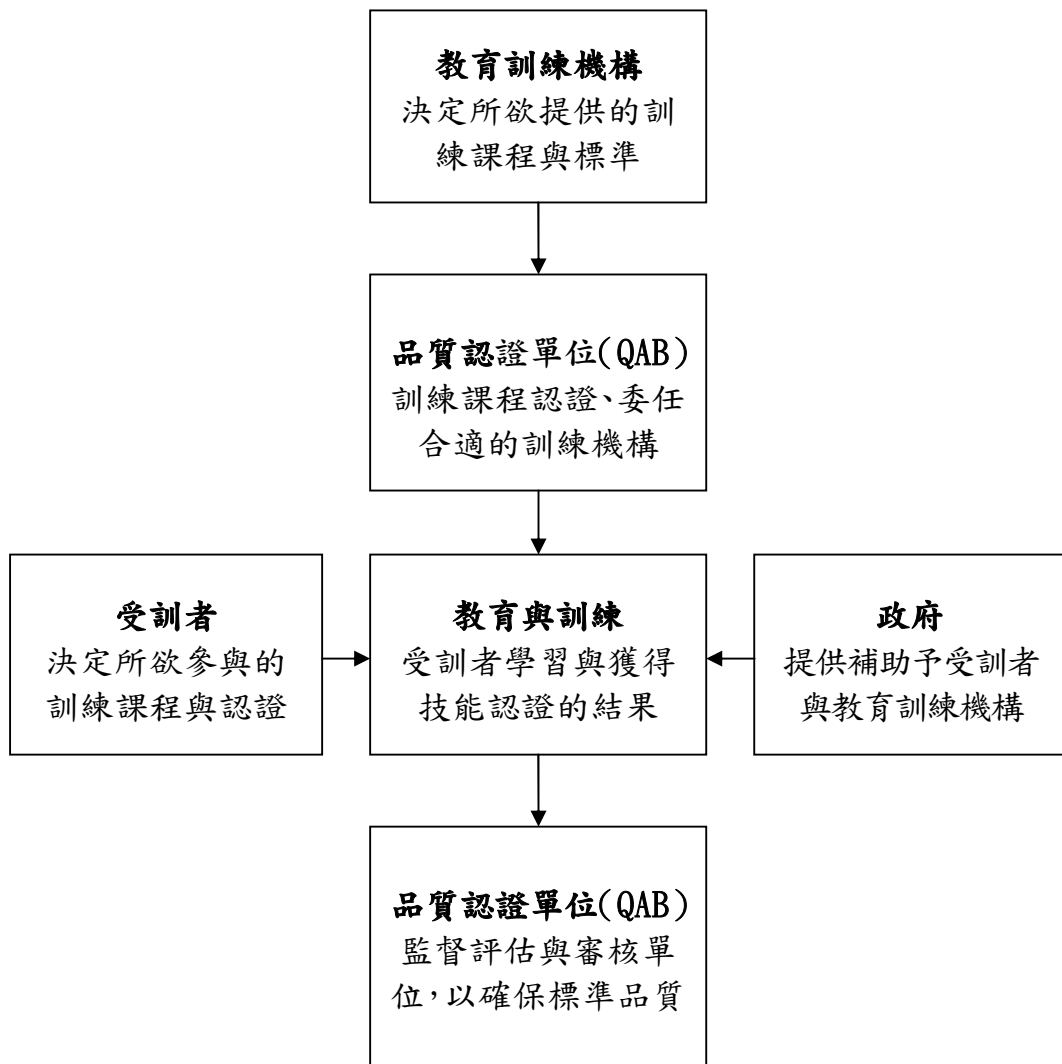 教育訓練機構
決定所欲提供的訓
練課程與標準
品質認證單位(QAB)
訓練課程認證、委任
合適的訓練機構
受訓者
決定所欲參與的
訓練課程與認證
教育與訓練
受訓者學習與獲得
技能認證的結果
政府
提供補助予受訓者
與教育訓練機構
品質認證單位(QAB)
監督評估與審核單
位，以確保標準品質